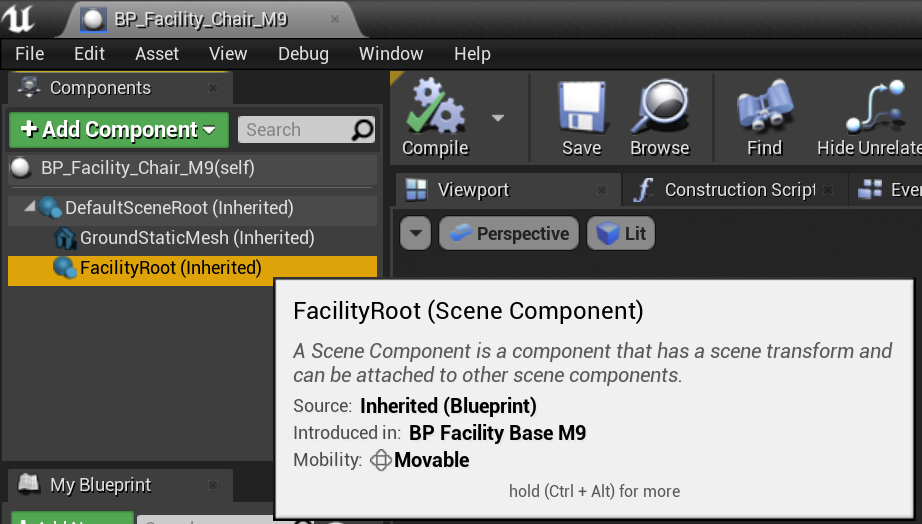 BP_Facility_Chair_M9
File Edit Asset View Debug Window Help
Components
+ Add Component Search
Compile Save Browse Find Hide Unrelate
BP_Facility_Chair_M9(self)
Viewport Construction Script Eve
DefaultSceneRoot (Inherited)
GroundStaticMesh (Inherited)
Perspective Lit
FacilityRoot (Inherited)
FacilityRoot (Scene Component)
A Scene Component is a component that has a scene transform and
can be attached to other scene components.
Source: Inherited (Blueprint)
Introduced in: BP Facility Base M9
Mobility: Movable
hold (Ctrl + Alt) for more
My Blueprint